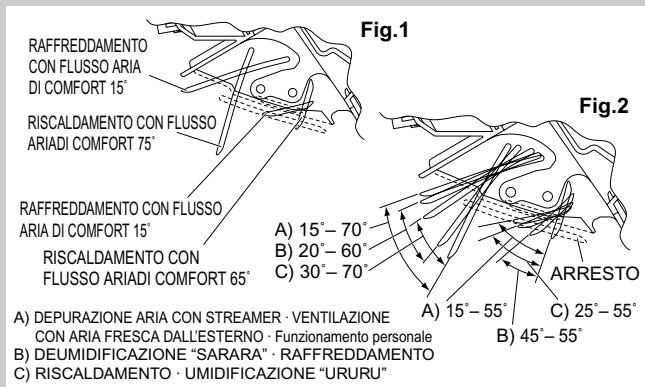 Fig.1
RAFFREDDAMENTO
CON FLUSSO ARIA
DI COMFORT 15°
RISCALDAMENTO CON FLUSSO
ARIADI COMFORT 75°
RAFFREDDAMENTO CON FLUSSO
ARIA DI COMFORT 15°
RISCALDAMENTO CON
FLUSSO ARIADI COMFORT 65°
Fig.2
A) 15°– 70°
B) 20°– 60°
C) 30°– 70°
ARRESTO
A) 15°– 55°
C) 25°– 55°
B) 45°– 55°
A) DEPURAZIONE ARIA CON STREAMER · VENTILAZIONE
CON ARIA FRESCA DALL'ESTERNO · Funzionamento personale
B) DEUMIDIFICAZIONE “SARARA” · RAFFREDDAMENTO
C) RISCALDAMENTO · UMIDIFICAZIONE “URURU”